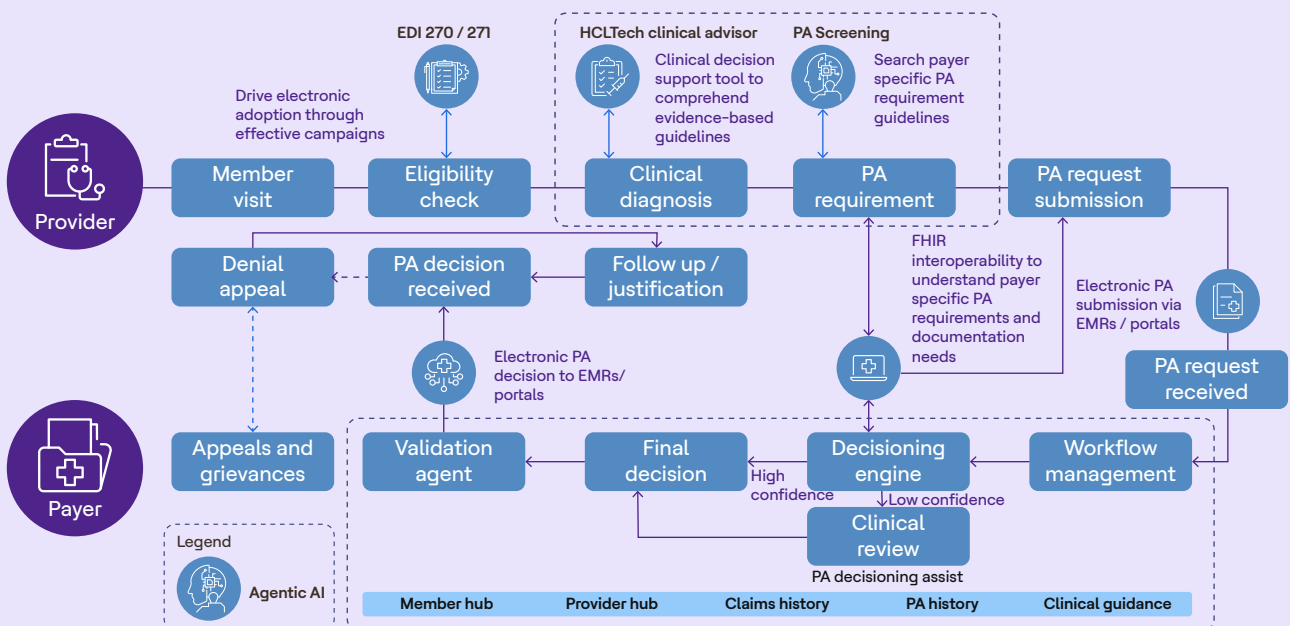 EDI 270 / 271
HCLTech clinical advisor
PA Screening
Drive electronic
adoption through
effective campaigns
Clinical decision
support tool to
comprehend
evidence-based
guidelines
Search payer
specific PA
requirement
guidelines
Provider
Member
visit
Eligibility
check
Clinical
diagnosis
PA
requirement
PA request
submission
Denial
appeal
PA decision
received
Follow up /
justification
FHIR
interoperability to
understand payer
specific PA
requirements and
documentation
needs
Electronic PA
submission via
EMRs / portals
Electronic PA
decision to EMRs/
portals
PA request
received
Payer
Appeals and
grievances
Validation
agent
Final
decision
High
confidence
Decisioning
engine
Workflow
management
Low confidence
Clinical
review
PA decisioning assist
Legend
Agentic AI
Member hub
Provider hub
Claims history
PA history
Clinical guidance